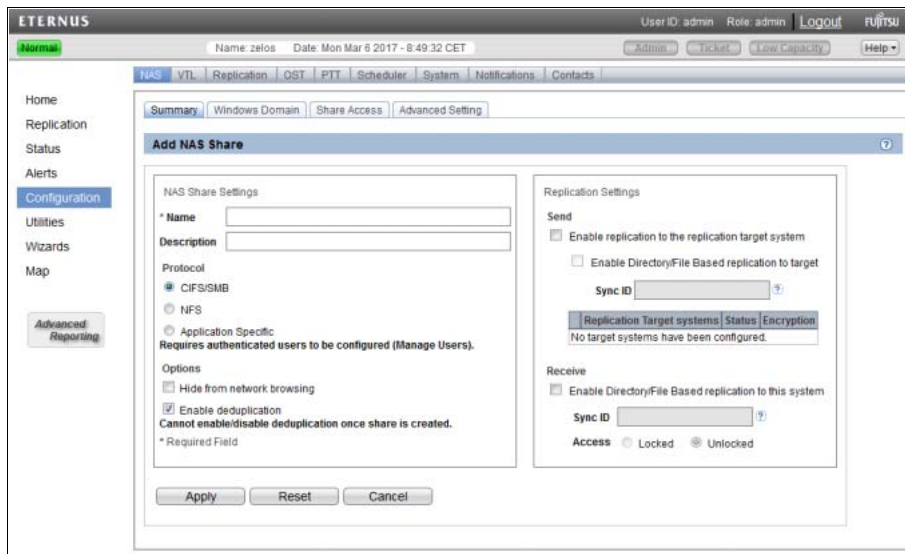 ETERNUS
User ID: admin Role: admin Logout FUJITSU
Normal Name: zelos Date: Mon Mar 6 2017 - 8:49:32 CET Admin Ticket Low Capacity Help
NAS VTL Replication OST PTT Scheduler System Notifications Contacts
Home
Replication
Status
Alerts
Configuration
Utilities
Wizards
Map
Advanced
Reporting
Summary Windows Domain Share Access Advanced Setting
Add NAS Share ?
NAS Share Settings
* Name
Description
Protocol
CIFS/SMB
NFS
Application Specific
Requires authenticated users to be configured (Manage Users).
Options
Hide from network browsing
Enable deduplication
Cannot enable/disable deduplication once share is created.
* Required Field
Replication Settings
Send
Enable replication to the replication target system
Enable Directory/File Based replication to target
Sync ID ?
Replication Target systems Status Encryption
No target systems have been configured.
Receive
Enable Directory/File Based replication to this system
Sync ID ?
Access Locked Unlocked
Apply Reset Cancel